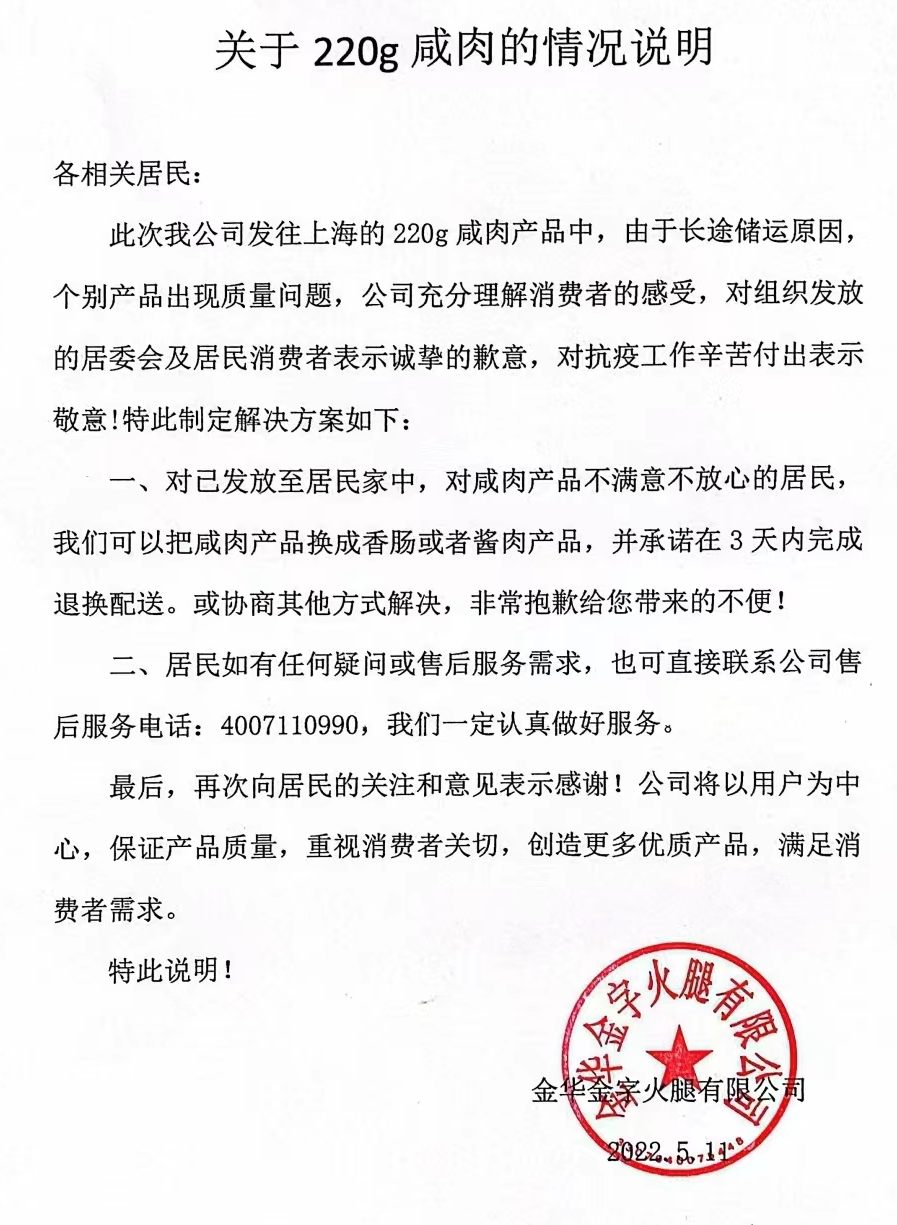 关于 220g 咸肉的情况说明
各相关居民：
此次我公司发往上海的 220g 咸肉产品中，由于长途储运原因，
个别产品出现质量问题，公司充分理解消费者的感受，对组织发放
的居委会及居民消费者表示诚挚的歉意，对抗疫工作辛苦付出表示
敬意!特此制定解决方案如下：
一、对已发放至居民家中，对咸肉产品不满意不放心的居民，
我们可以把咸肉产品换成香肠或者酱肉产品，并承诺在 3 天内完成
退换配送。或协商其他方式解决，非常抱歉给您带来的不便！
二、居民如有任何疑问或售后服务需求，也可直接联系公司售
后服务电话：4007110990，我们一定认真做好服务。
最后，再次向居民的关注和意见表示感谢！公司将以用户为中
心，保证产品质量，重视消费者关切，创造更多优质产品，满足消
费者需求。
特此说明！
金华金字火腿有限公司
金华金字火腿有限公司
2022.5.11